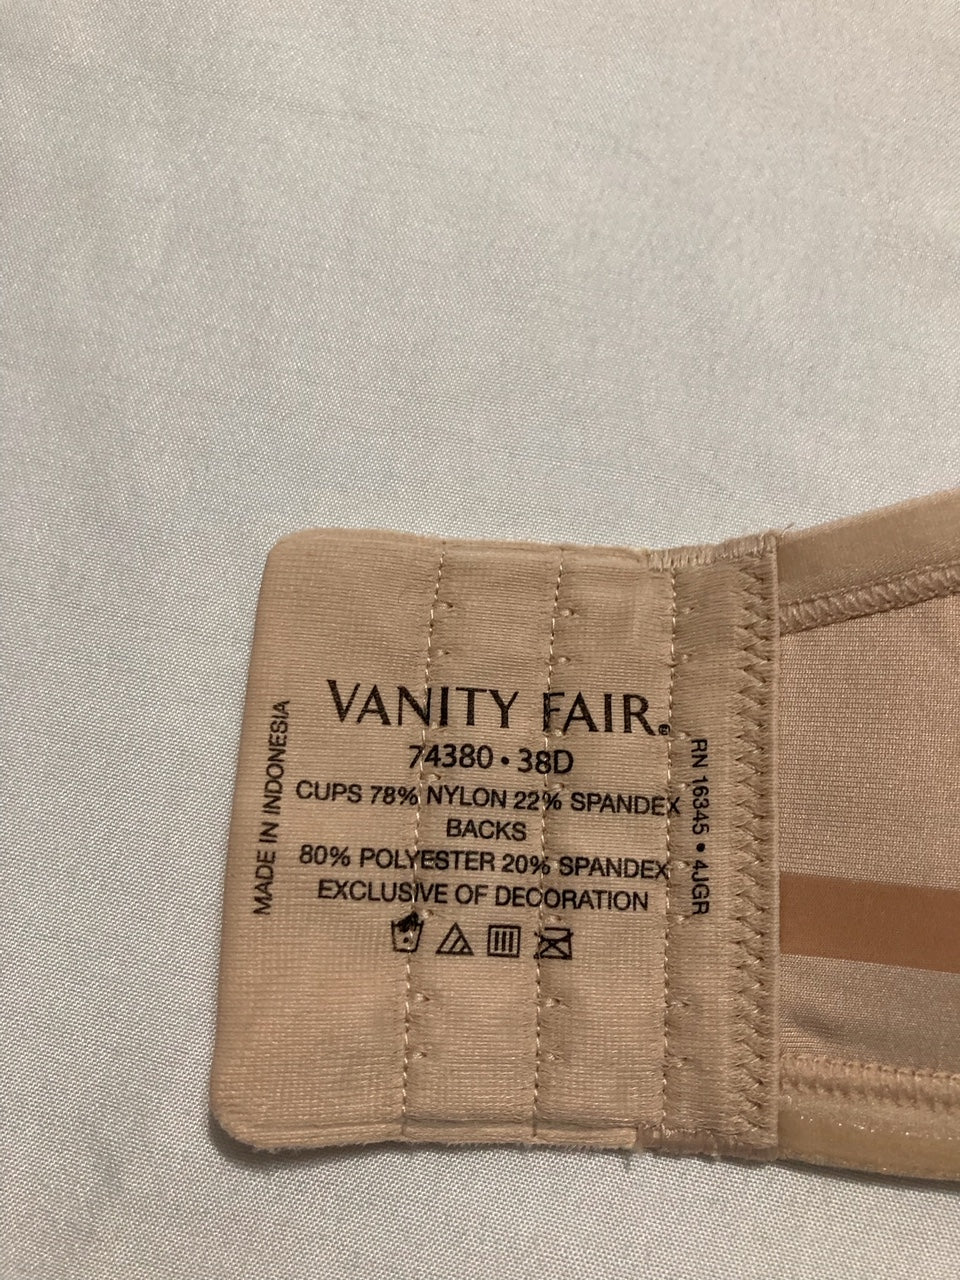 VANITY FAIR®
74380 • 38D
CUPS 78% NYLON 22% SPANDEX
BACKS
80% POLYESTER 20% SPANDEX
EXCLUSIVE OF DECORATION
MADE IN INDONESIA
RN 16345 • 4JGR